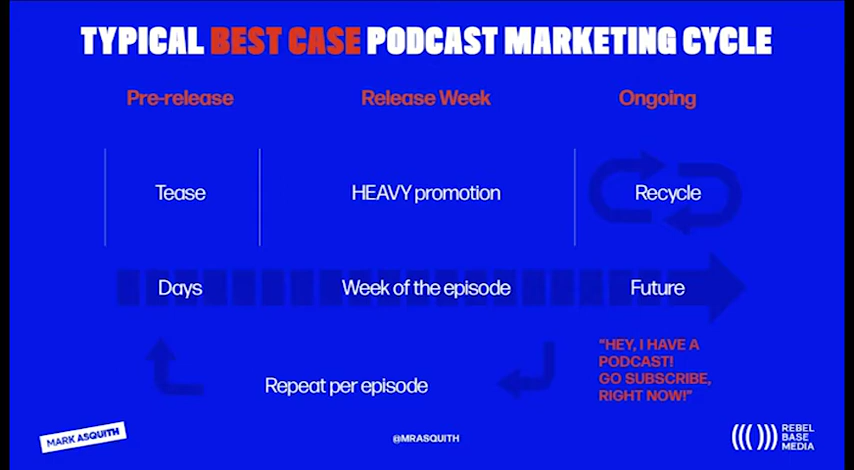 TYPICAL BEST CASE PODCAST MARKETING CYCLE
Pre-release
Release Week
Ongoing
Tease
HEAVY promotion
Recycle
Days
Week of the episode
Future
Repeat per episode
"HEY, I HAVE A
PODCAST!
GO SUBSCRIBE,
RIGHT NOW!"
MARK ASQUITH
@MRASQUITH
REBEL
BASE
MEDIA